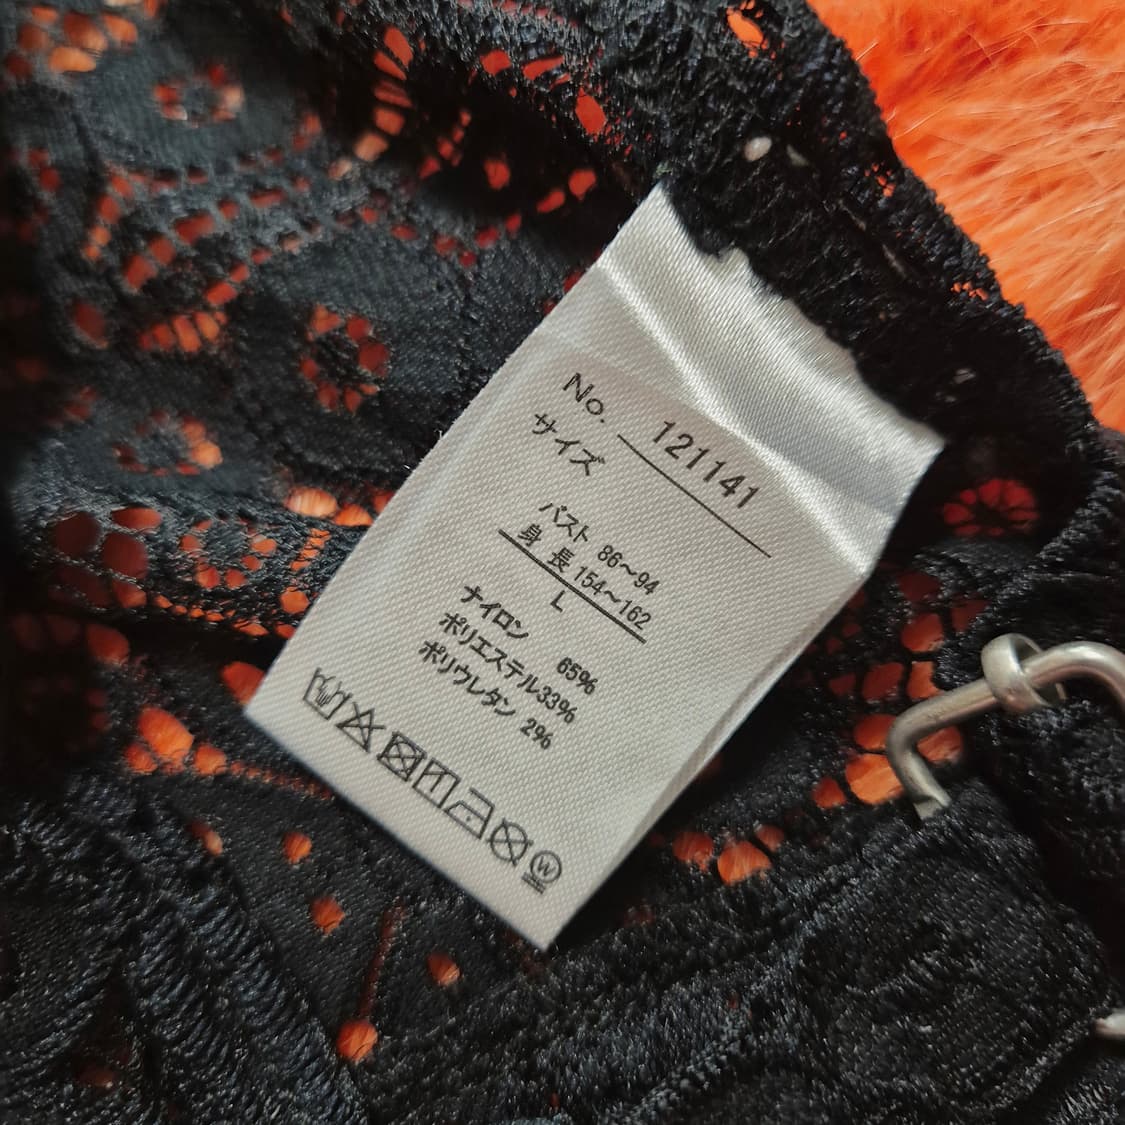 No. 121141
サイズ
バスト 86〜94
身長 154〜162
L
ナイロン 65%
ポリエステル33%
ポリウレタン 2%
W